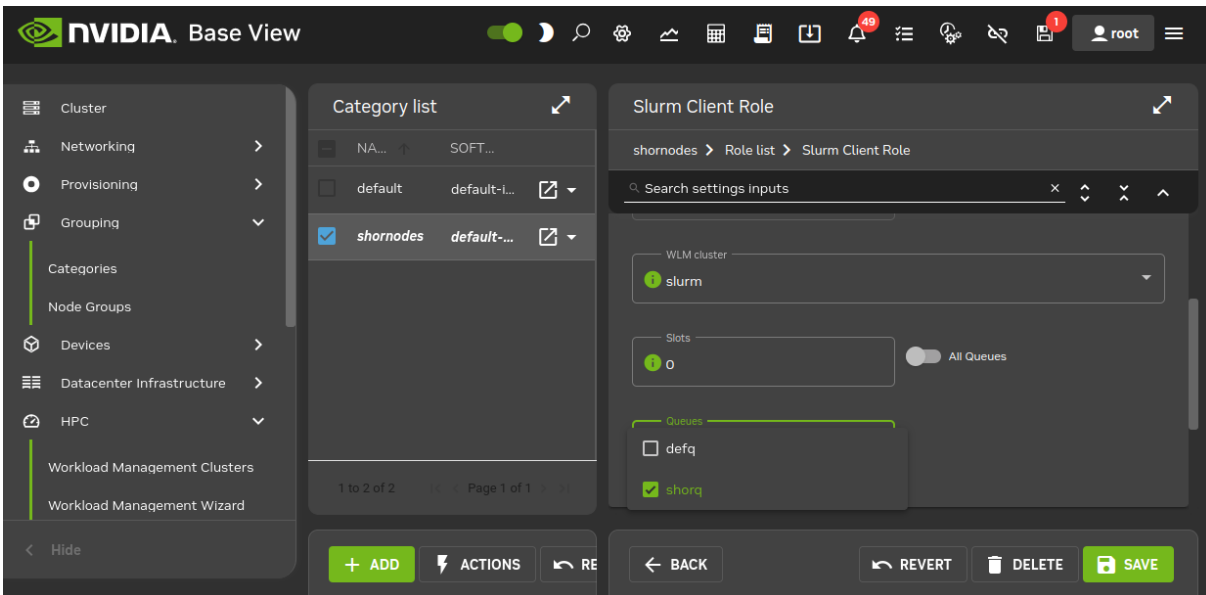 NVIDIA. Base View
49
1
root
Cluster
Networking
Provisioning
Grouping
Categories
Node Groups
Devices
Datacenter Infrastructure
HPC
Workload Management Clusters
Workload Management Wizard
Hide
Category list
NA... SOFT...
default default-i...
shornodes default-...
1 to 2 of 2 Page 1 of 1
ADD ACTIONS RE
Slurm Client Role
shornodes > Role list > Slurm Client Role
Search settings inputs
WLM cluster
slurm
Slots
0
All Queues
Queues
defq
shorq
BACK REVERT DELETE SAVE